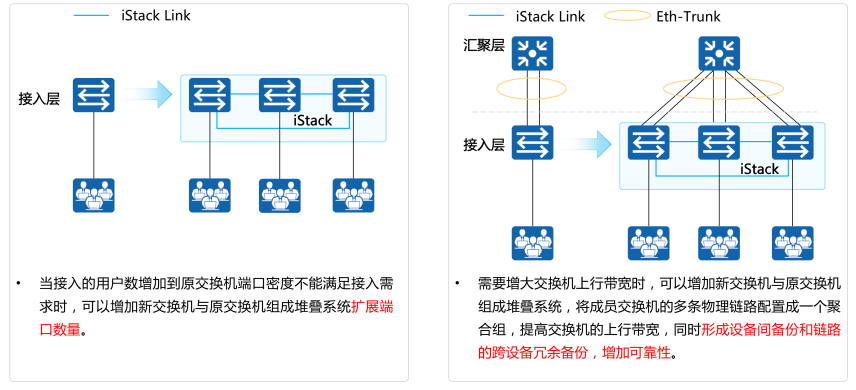 iStack Link
接入层
iStack
• 当接入的用户数增加到原交换机端口密度不能满足接入需
求时，可以增加新交换机与原交换机组成堆叠系统扩展端
口数量。
iStack Link
Eth-Trunk
汇聚层
接入层
iStack
• 需要增大交换机上行带宽时，可以增加新交换机与原交换机
组成堆叠系统，将成员交换机的多条物理链路配置成一个聚
合组，提高交换机的上行带宽，同时形成设备间备份和链路
的跨设备冗余备份，增加可靠性。